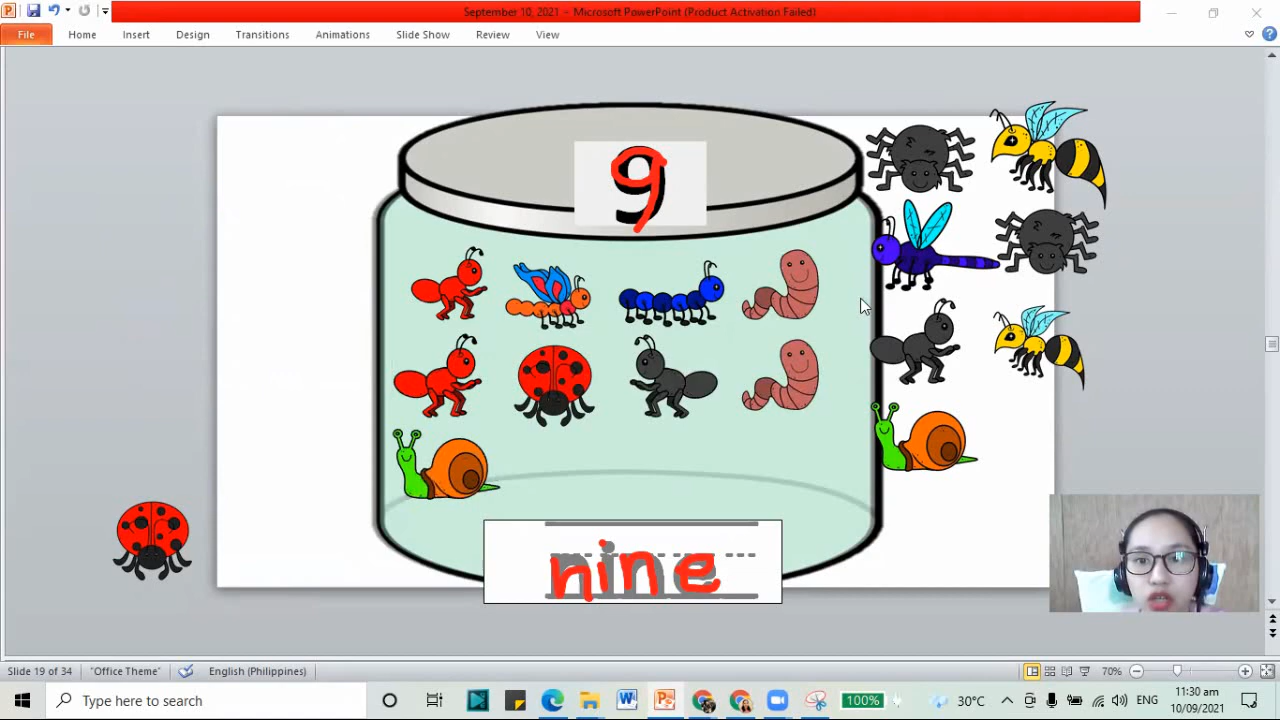 September 10, 2021 - Microsoft PowerPoint (Product Activation Failed)
File Home Insert Design Transitions Animations Slide Show Review View
9
nine
Slide 19 of 34 "Office Theme" English (Philippines) 70%
Type here to search 100% 30°C ENG 11:30 am
10/09/2021